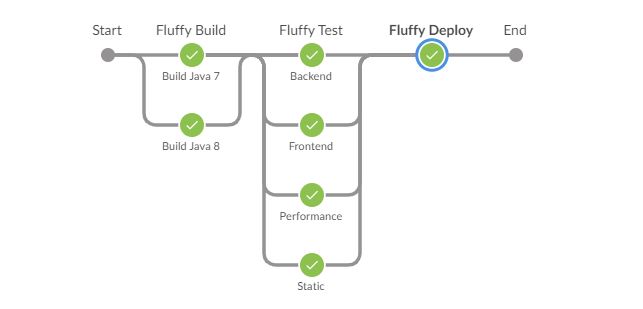 Start
Fluffy Build
Fluffy Test
Fluffy Deploy
End
Build Java 7
Backend
Build Java 8
Frontend
Performance
Static